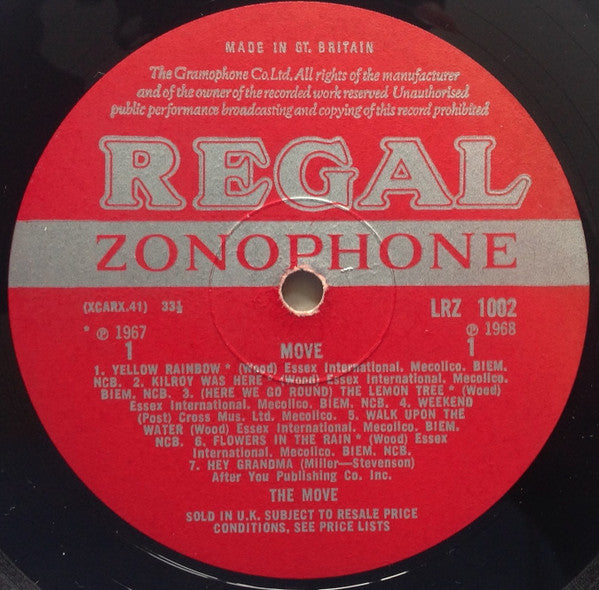 MADE IN GT. BRITAIN
The Gramophone Co. Ltd. All rights of the manufacturer
and of the owner of the recorded work reserved Unauthorised
public performance broadcasting and copying of this record prohibited
REGAL
ZONOPHONE
(XCARX.41) 33⅓ LRZ 1002
* ℗ 1967 ℗ 1968
1 MOVE 1
1. YELLOW RAINBOW * (Wood) Essex International. Mecolico. BIEM.
NCB. 2. KILROY WAS HERE * (Wood) Essex International. Mecolico.
BIEM. NCB. 3. (HERE WE GO ROUND) THE LEMON TREE * (Wood)
Essex International. Mecolico. BIEM. NCB. 4. WEEKEND
(Post) Cross Mus. Ltd. Mecolico. 5. WALK UPON THE
WATER (Wood) Essex International. Mecolico. BIEM.
NCB. 6. FLOWERS IN THE RAIN * (Wood) Essex
International. Mecolico. BIEM. NCB.
7. HEY GRANDMA (Miller—Stevenson)
After You Publishing Co. Inc.
THE MOVE
SOLD IN U.K. SUBJECT TO RESALE PRICE
CONDITIONS, SEE PRICE LISTS